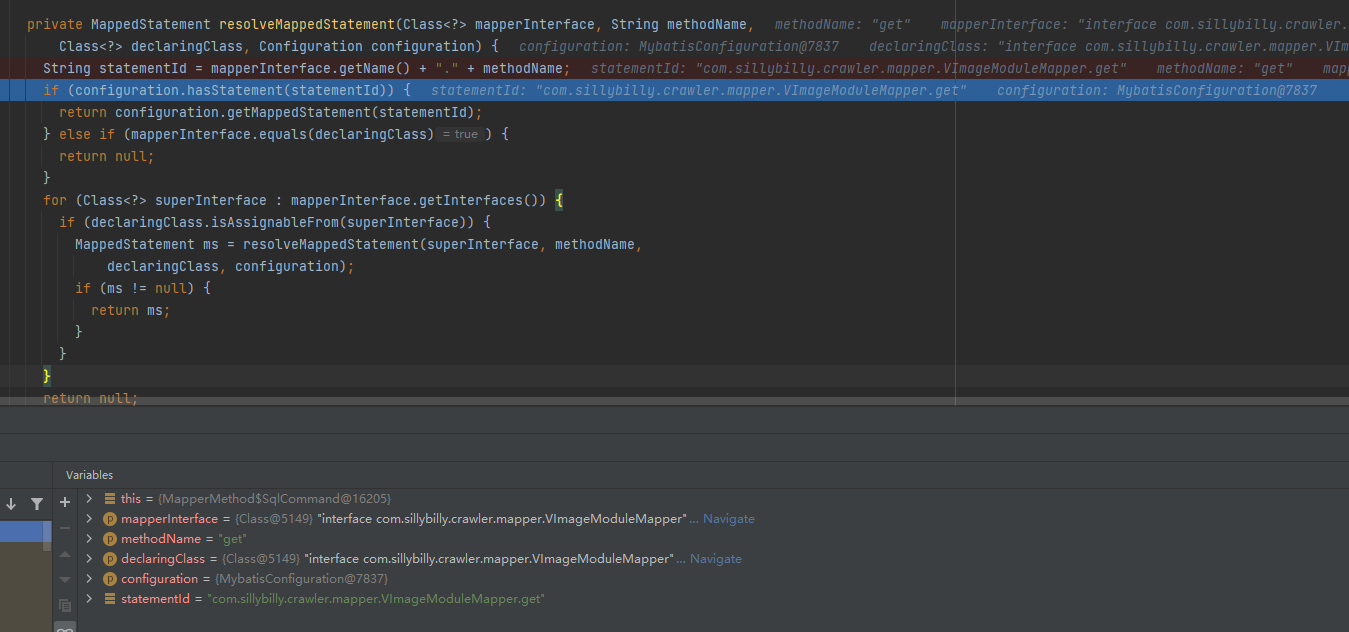 private MappedStatement resolveMappedStatement(Class<?> mapperInterface, String methodName, methodName: "get" mapperInterface: "interface com.sillybilly.crawler.
Class<?> declaringClass, Configuration configuration) { configuration: MybatisConfiguration@7837 declaringClass: "interface com.sillybilly.crawler.mapper.VIm
String statementId = mapperInterface.getName() + "." + methodName; statementId: "com.sillybilly.crawler.mapper.VImageModuleMapper.get" methodName: "get" mapp
if (configuration.hasStatement(statementId)) { statementId: "com.sillybilly.crawler.mapper.VImageModuleMapper.get" configuration: MybatisConfiguration@7837
return configuration.getMappedStatement(statementId);
} else if (mapperInterface.equals(declaringClass) = true ) {
return null;
}
for (Class<?> superInterface : mapperInterface.getInterfaces()) {
if (declaringClass.isAssignableFrom(superInterface)) {
MappedStatement ms = resolveMappedStatement(superInterface, methodName,
declaringClass, configuration);
if (ms != null) {
return ms;
}
}
}
return null;
Variables
this = {MapperMethod$SqlCommand@16205}
mapperInterface = {Class@5149} "interface com.sillybilly.crawler.mapper.VImageModuleMapper"... Navigate
methodName = "get"
declaringClass = {Class@5149} "interface com.sillybilly.crawler.mapper.VImageModuleMapper"... Navigate
configuration = {MybatisConfiguration@7837}
statementId = "com.sillybilly.crawler.mapper.VImageModuleMapper.get"